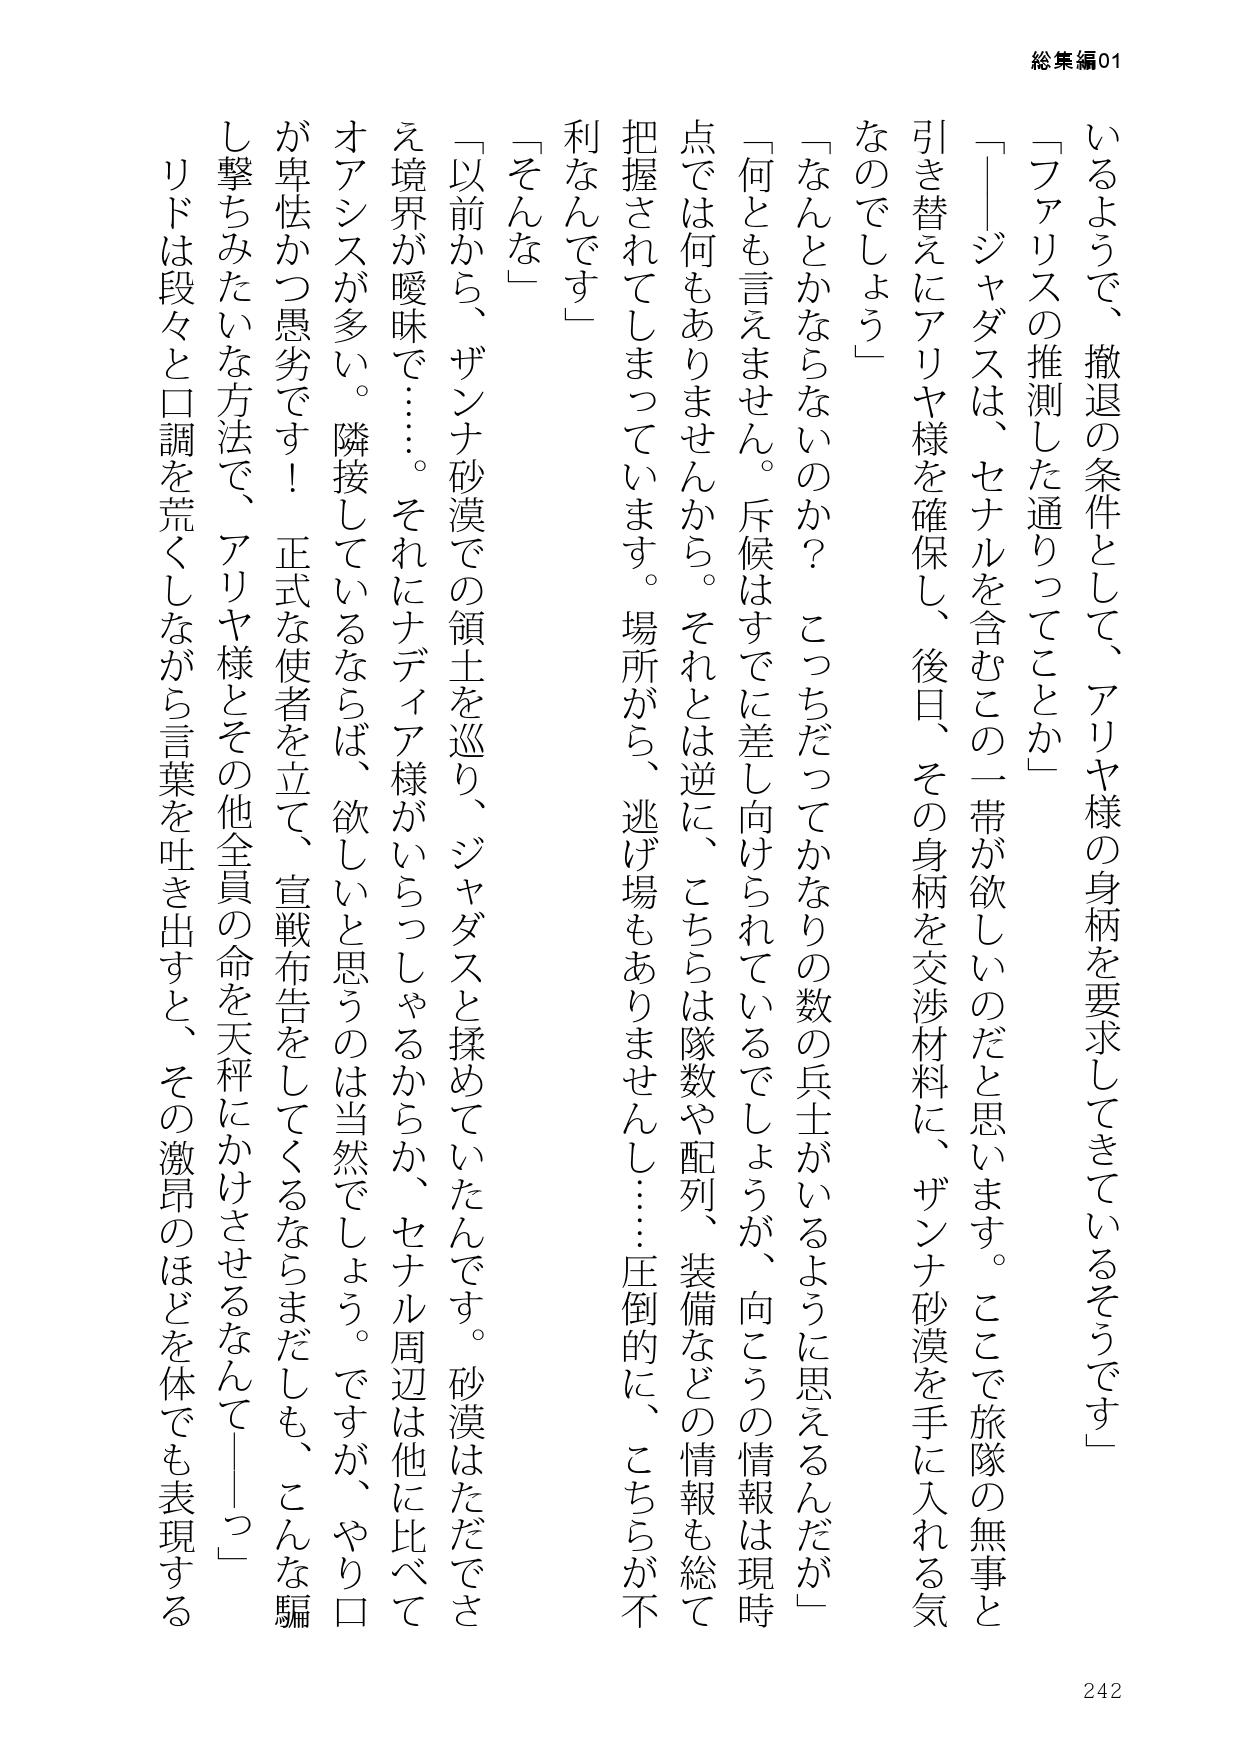 総集編01
いるようで、撤退の条件として、アリヤ様の身柄を要求してきているそうです」
「ファリスの推測した通りってことか」
「――ジャダスは、セナルを含むこの一帯が欲しいのだと思います。ここで旅隊の無事と
引き替えにアリヤ様を確保し、後日、その身柄を交渉材料に、ザンナ砂漠を手に入れる気
なのでしょう」
「なんとかならないのか？　こっちだってかなりの数の兵士がいるように思えるんだが」
「何とも言えません。斥候はすでに差し向けられているでしょうが、向こうの情報は現時
点では何もありませんから。それとは逆に、こちらは隊数や配列、装備などの情報も総て
把握されてしまっています。場所がら、逃げ場もありませんし……圧倒的に、こちらが不
利なんです」
「そんな」
「以前から、ザンナ砂漠での領土を巡り、ジャダスと揉めていたんです。砂漠はただでさ
え境界が曖昧で……。それにナディア様がいらっしゃるからか、セナル周辺は他に比べて
オアシスが多い。隣接しているならば、欲しいと思うのは当然でしょう。ですが、やり口
が卑怯かつ愚劣です！　正式な使者を立て、宣戦布告をしてくるならまだしも、こんな騙
し撃ちみたいな方法で、アリヤ様とその他全員の命を天秤にかけさせるなんて――っ」
リドは段々と口調を荒くしながら言葉を吐き出すと、その激昂のほどを体でも表現する
242